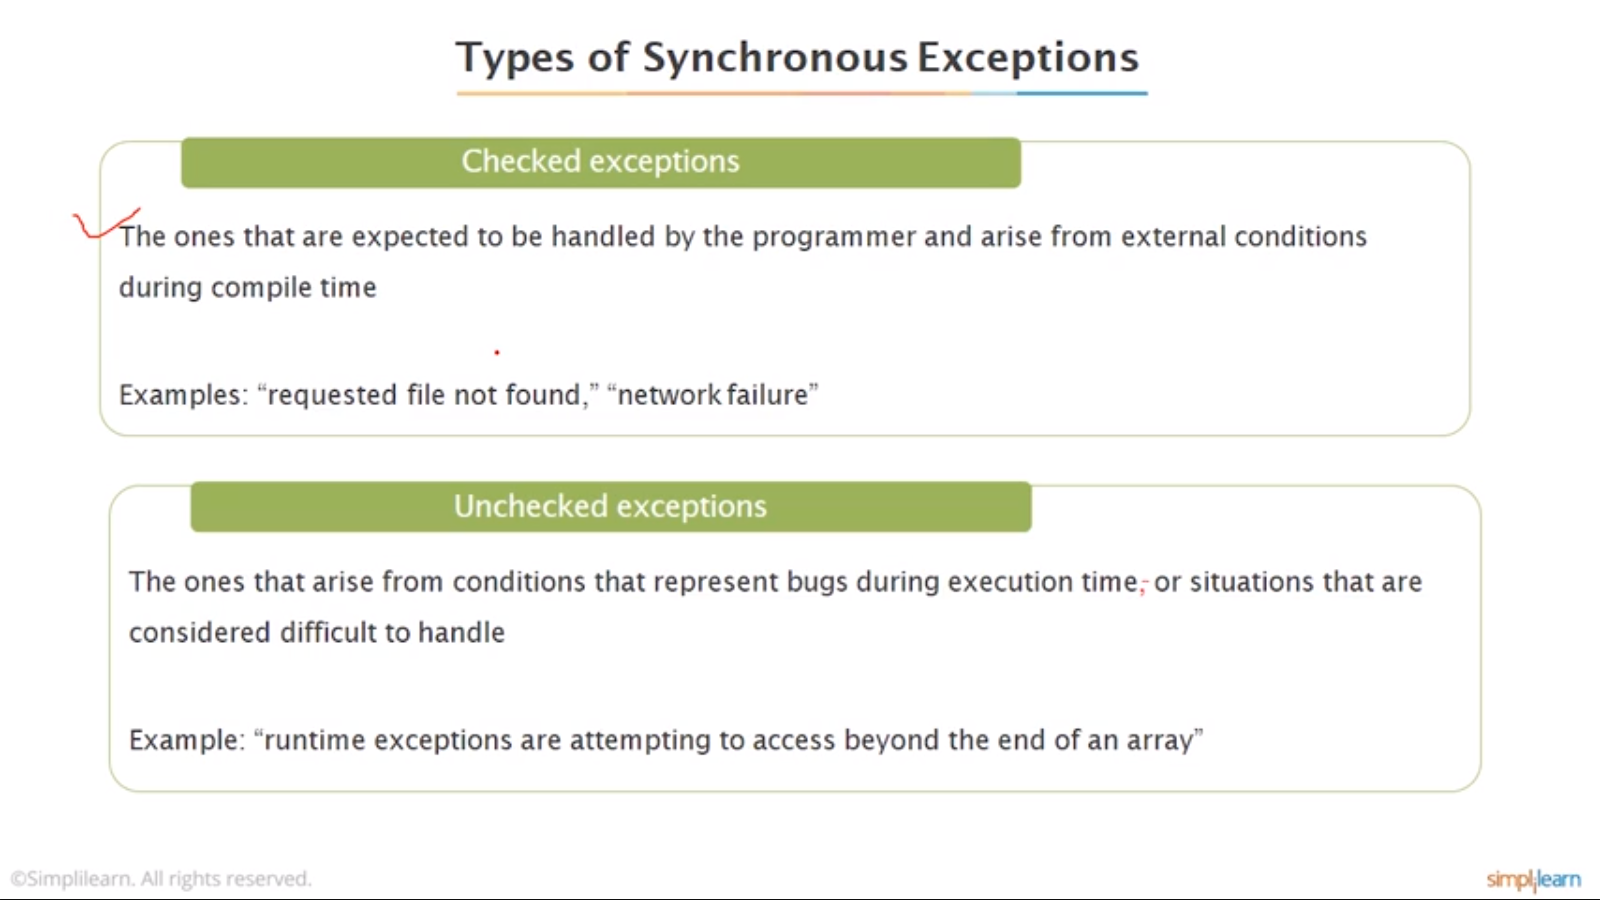 Types of Synchronous Exceptions
Checked exceptions
The ones that are expected to be handled by the programmer and arise from external conditions
during compile time
Examples: “requested file not found,” “network failure”
Unchecked exceptions
The ones that arise from conditions that represent bugs during execution time, or situations that are
considered difficult to handle
Example: “runtime exceptions are attempting to access beyond the end of an array”
©Simplilearn. All rights reserved.
simplilearn